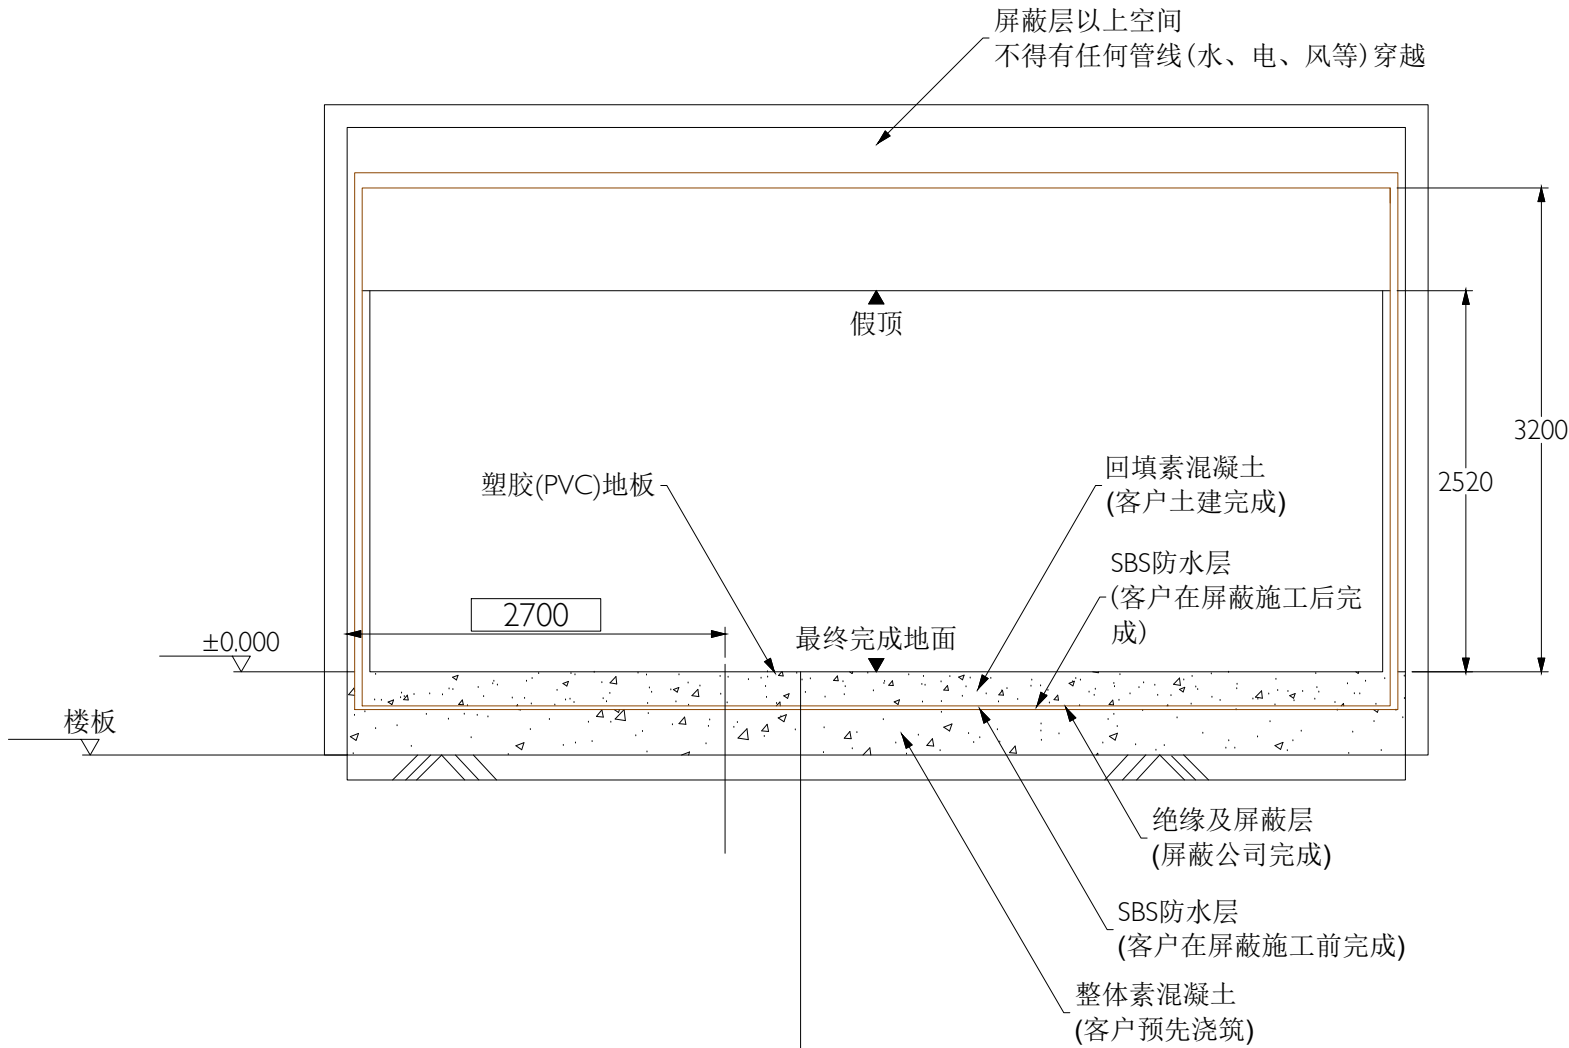 屏蔽层以上空间
不得有任何管线(水、电、风等)穿越
假顶
3200
2520
塑胶(PVC)地板
回填素混凝土
(客户土建完成)
SBS防水层
(客户在屏蔽施工后完
成)
2700
±0.000
最终完成地面
楼板
绝缘及屏蔽层
(屏蔽公司完成)
SBS防水层
(客户在屏蔽施工前完成)
整体素混凝土
(客户预先浇筑)